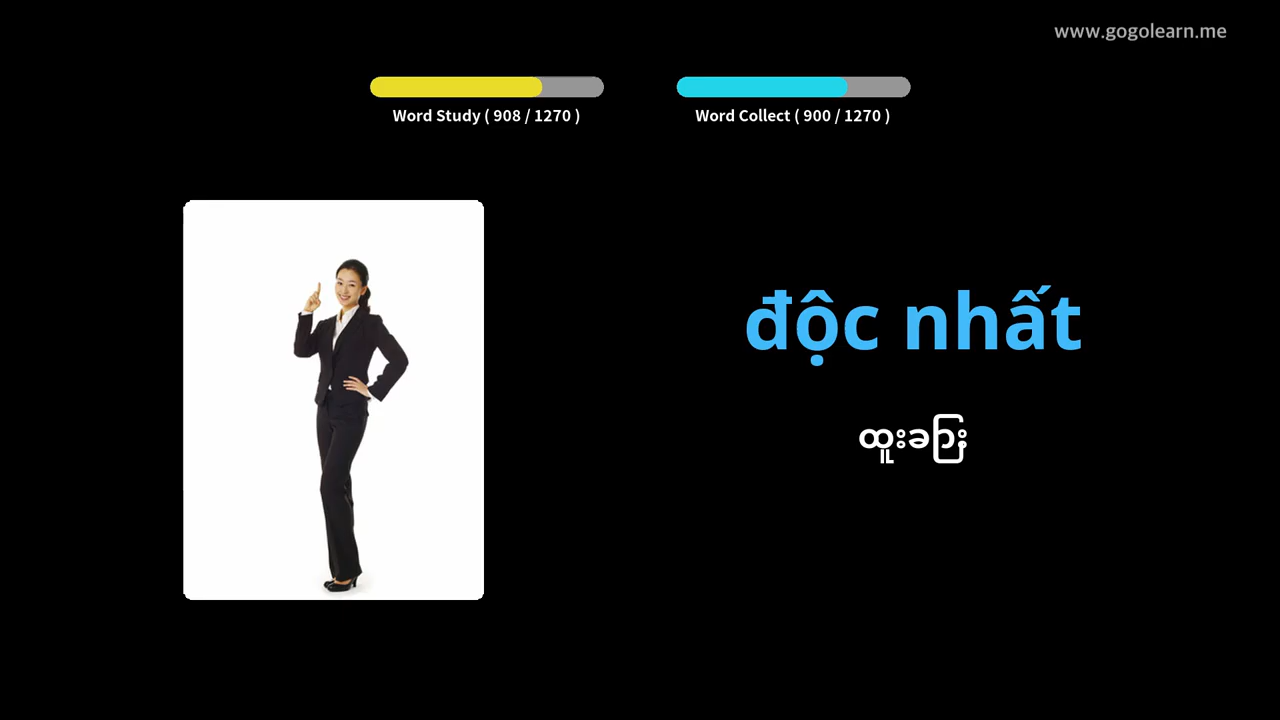 www.gogolearn.me
Word Study ( 908 / 1270 )
Word Collect ( 900 / 1270 )
độc nhất
ထူးခြား